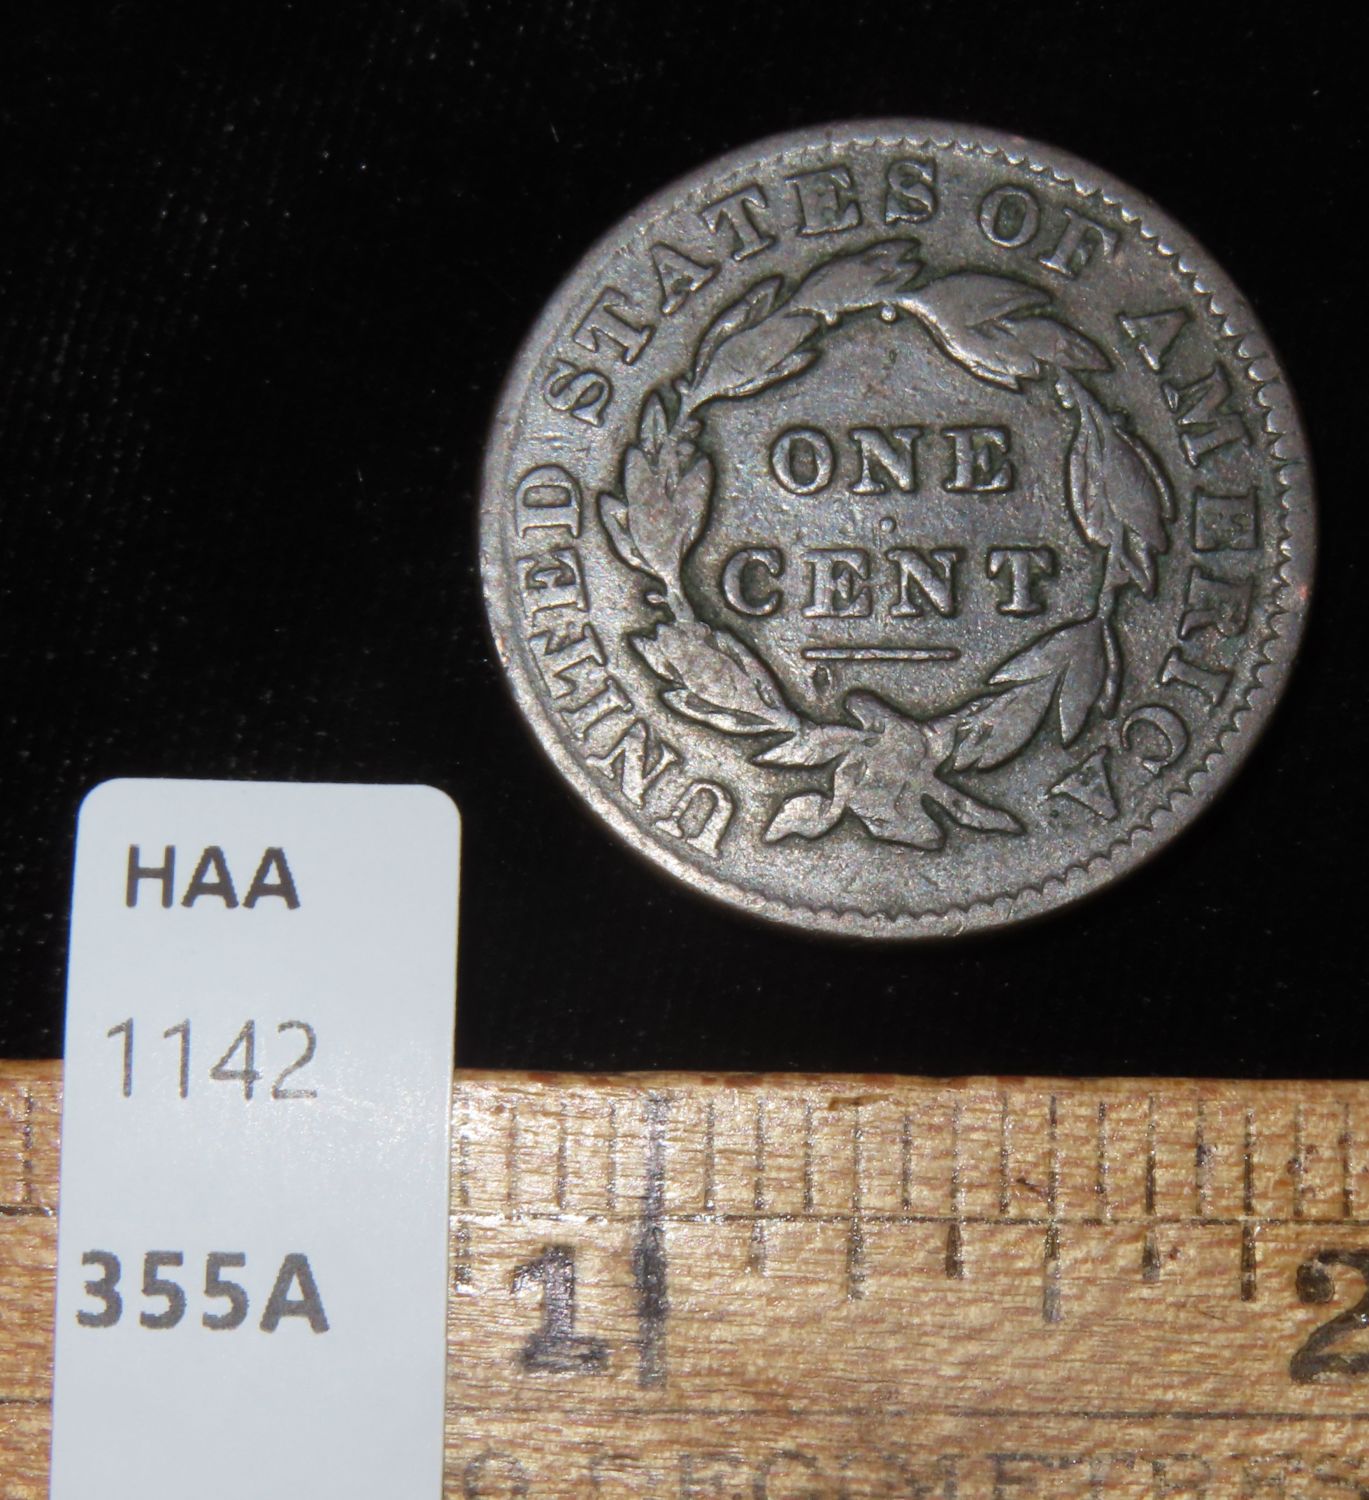 UNITED STATES OF AMERICA
ONE
CENT
HAA
1142
355A
1
2